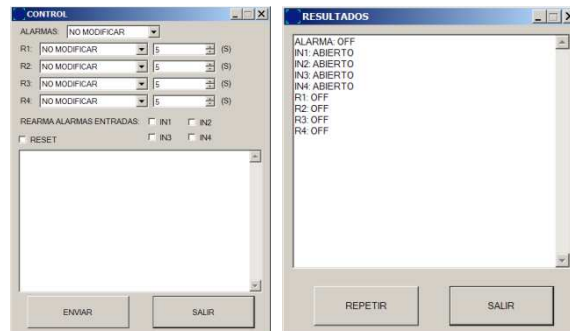 CONTROL
ALARMAS: NO MODIFICAR
R1: NO MODIFICAR 5 (S)
R2: NO MODIFICAR 5 (S)
R3: NO MODIFICAR 5 (S)
R4: NO MODIFICAR 5 (S)
REARMA ALARMAS ENTRADAS: IN1 IN2
RESET IN3 IN4
ENVIAR SALIR
RESULTADOS
ALARMA: OFF
IN1: ABIERTO
IN2: ABIERTO
IN3: ABIERTO
IN4: ABIERTO
R1: OFF
R2: OFF
R3: OFF
R4: OFF
REPETIR SALIR